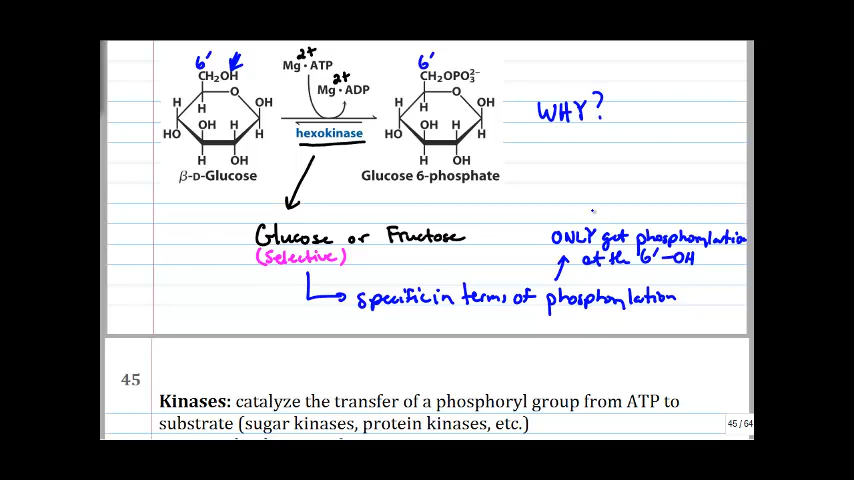 6' 2+ 6'
CH₂OH Mg·ATP CH₂OPO₃²⁻
2+
Mg·ADP
H O OH H O OH WHY?
H H
OH H OH H
HO H hexokinase HO H
H OH H OH
β-D-Glucose Glucose 6-phosphate
Glucose or Fructose ONLY get phosphorylation
(Selective) at the 6'-OH
specific in terms of phosphorylation
45
Kinases: catalyze the transfer of a phosphoryl group from ATP to
substrate (sugar kinases, protein kinases, etc.)
45 / 64